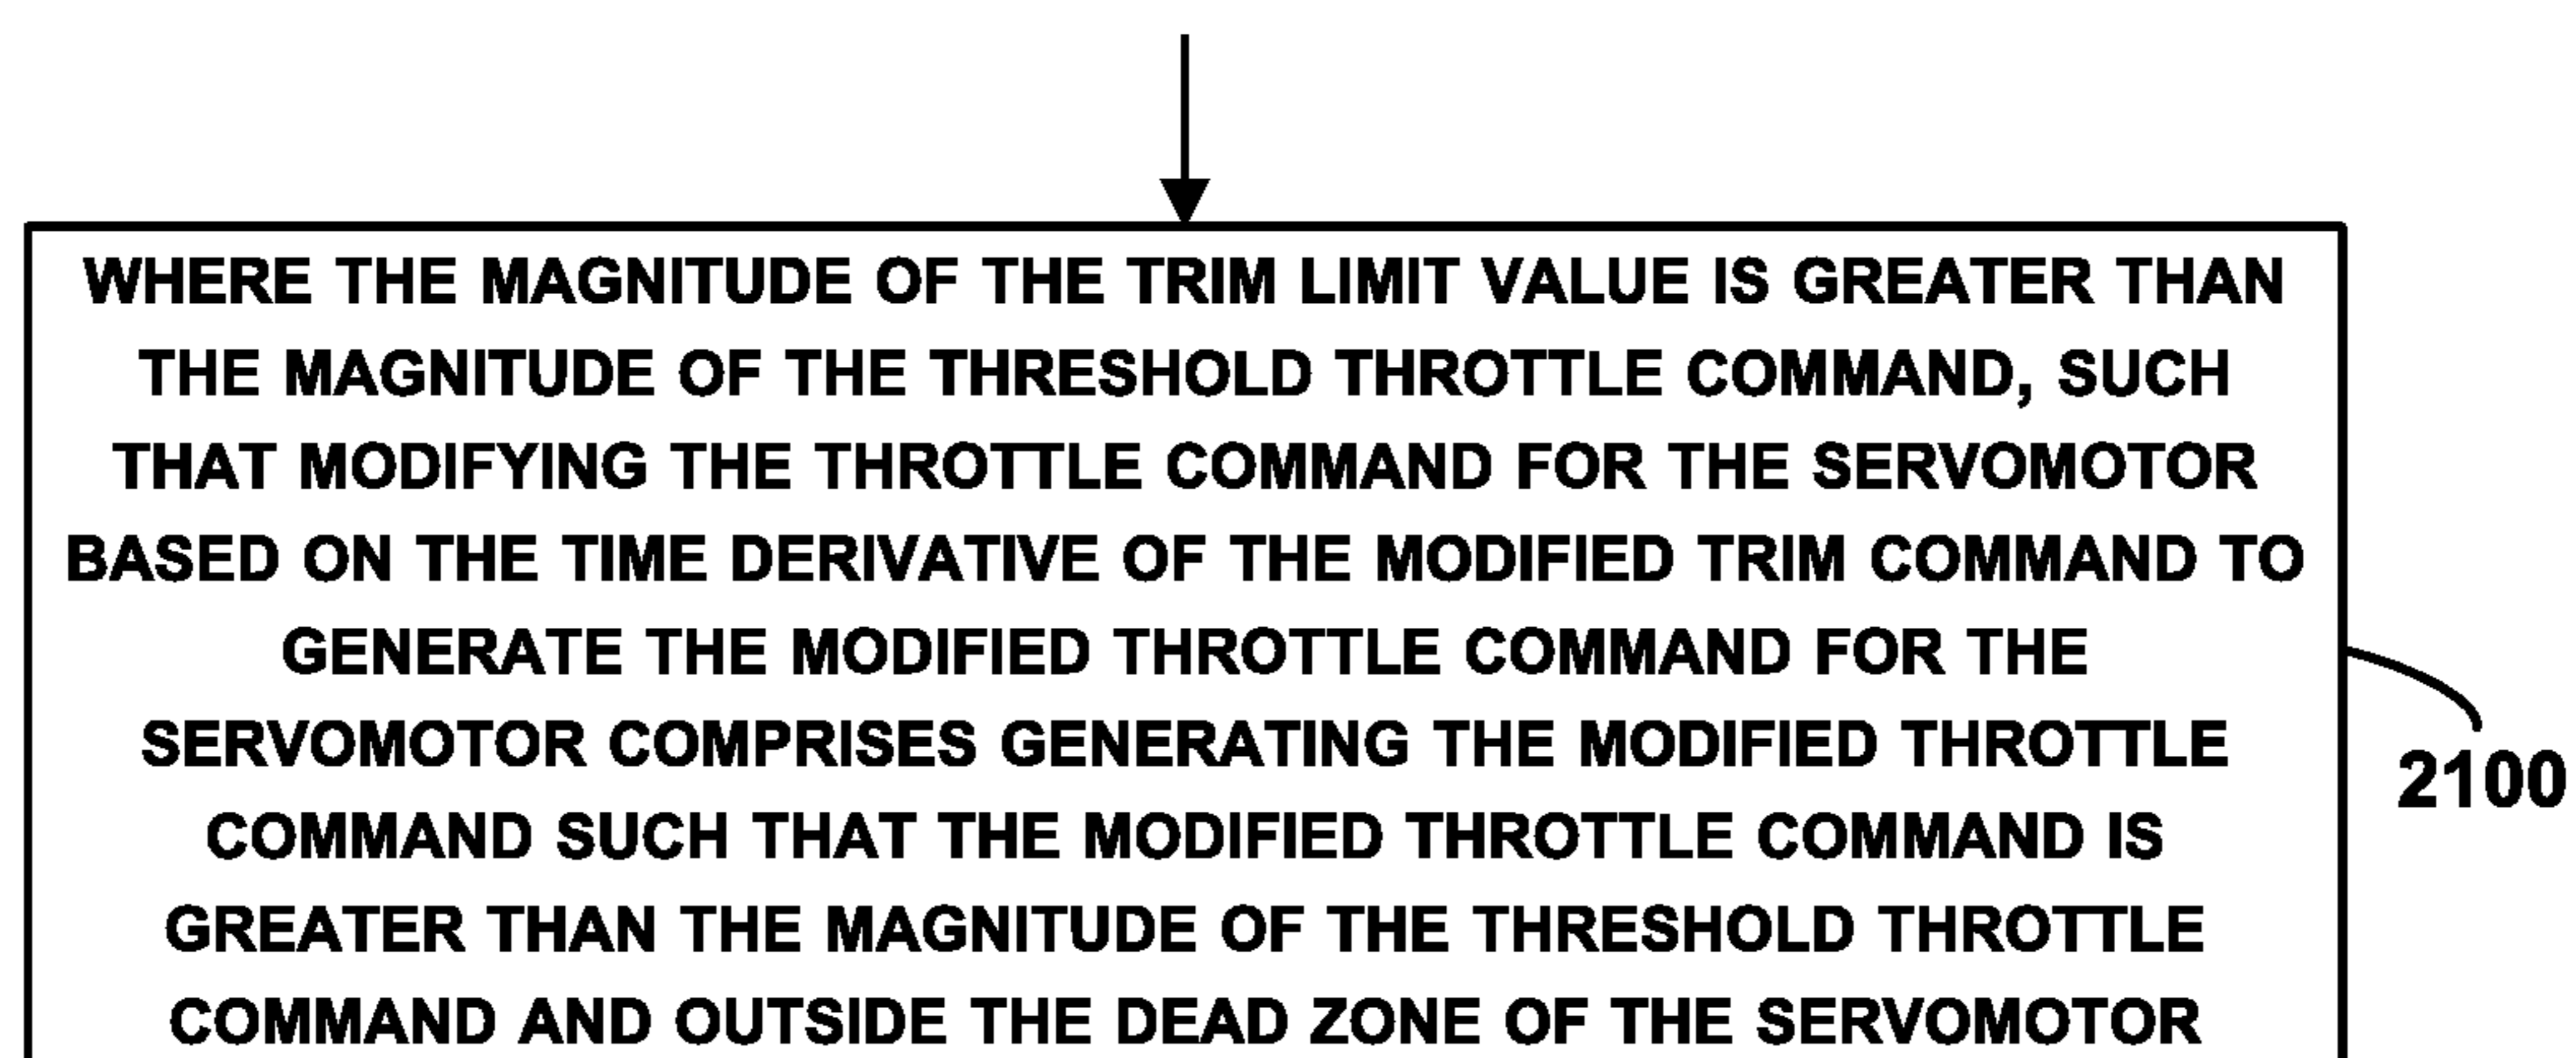 WHERE THE MAGNITUDE OF THE TRIM LIMIT VALUE IS GREATER THAN
THE MAGNITUDE OF THE THRESHOLD THROTTLE COMMAND, SUCH
THAT MODIFYING THE THROTTLE COMMAND FOR THE SERVOMOTOR
BASED ON THE TIME DERIVATIVE OF THE MODIFIED TRIM COMMAND TO
GENERATE THE MODIFIED THROTTLE COMMAND FOR THE
SERVOMOTOR COMPRISES GENERATING THE MODIFIED THROTTLE
COMMAND SUCH THAT THE MODIFIED THROTTLE COMMAND IS
GREATER THAN THE MAGNITUDE OF THE THRESHOLD THROTTLE
COMMAND AND OUTSIDE THE DEAD ZONE OF THE SERVOMOTOR
2100